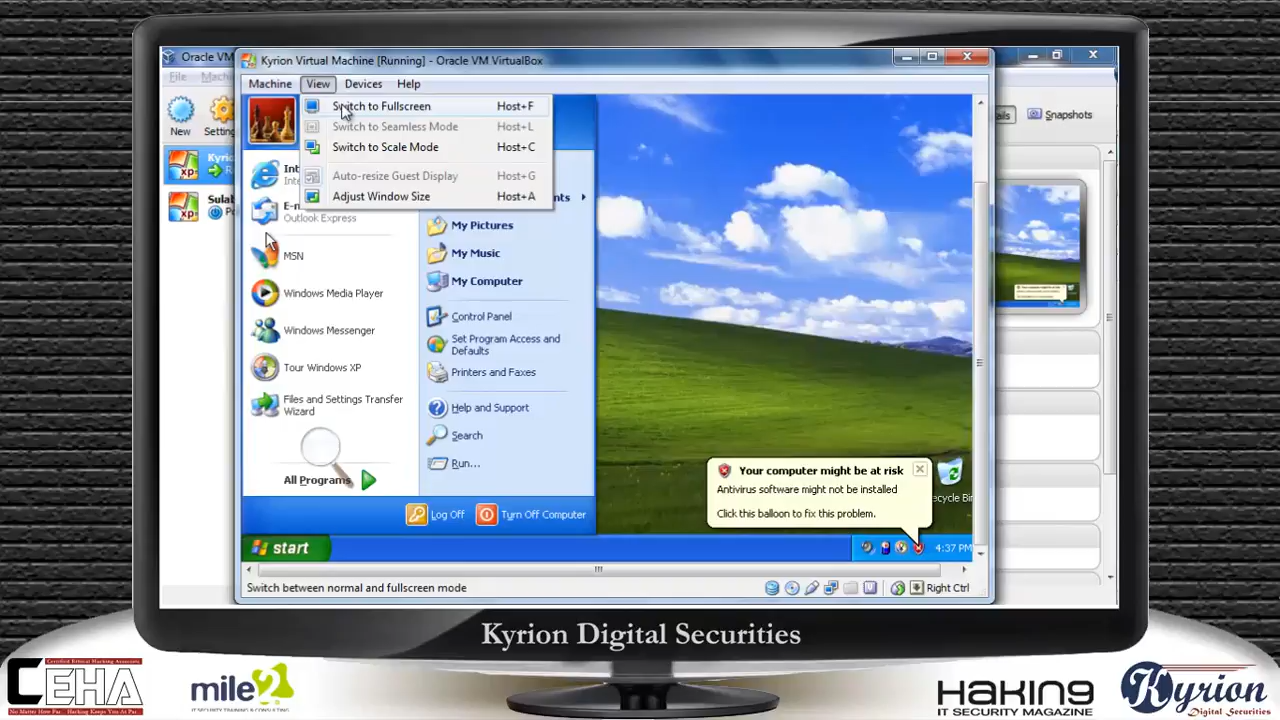 Oracle VM
Kyrion Virtual Machine [Running] - Oracle VM VirtualBox
File
Machine View Devices Help
Switch to Fullscreen Host+F
Switch to Seamless Mode Host+L
Switch to Scale Mode Host+C
Auto-resize Guest Display Host+G
Adjust Window Size Host+A
New
Snapshots
Outlook Express
MSN
Windows Media Player
Windows Messenger
Tour Windows XP
Files and Settings Transfer
Wizard
All Programs
My Pictures
My Music
My Computer
Control Panel
Set Program Access and
Defaults
Printers and Faxes
Help and Support
Search
Run...
Log Off Turn Off Computer
Your computer might be at risk
Antivirus software might not be installed
Click this balloon to fix this problem.
start
4:37 PM
Switch between normal and fullscreen mode
Right Ctrl
Kyrion Digital Securities
CEHA
mile2
IT SECURITY TRAINING & CONSULTING
HAKIN9
IT SECURITY MAGAZINE
Kyrion
Digital Securities